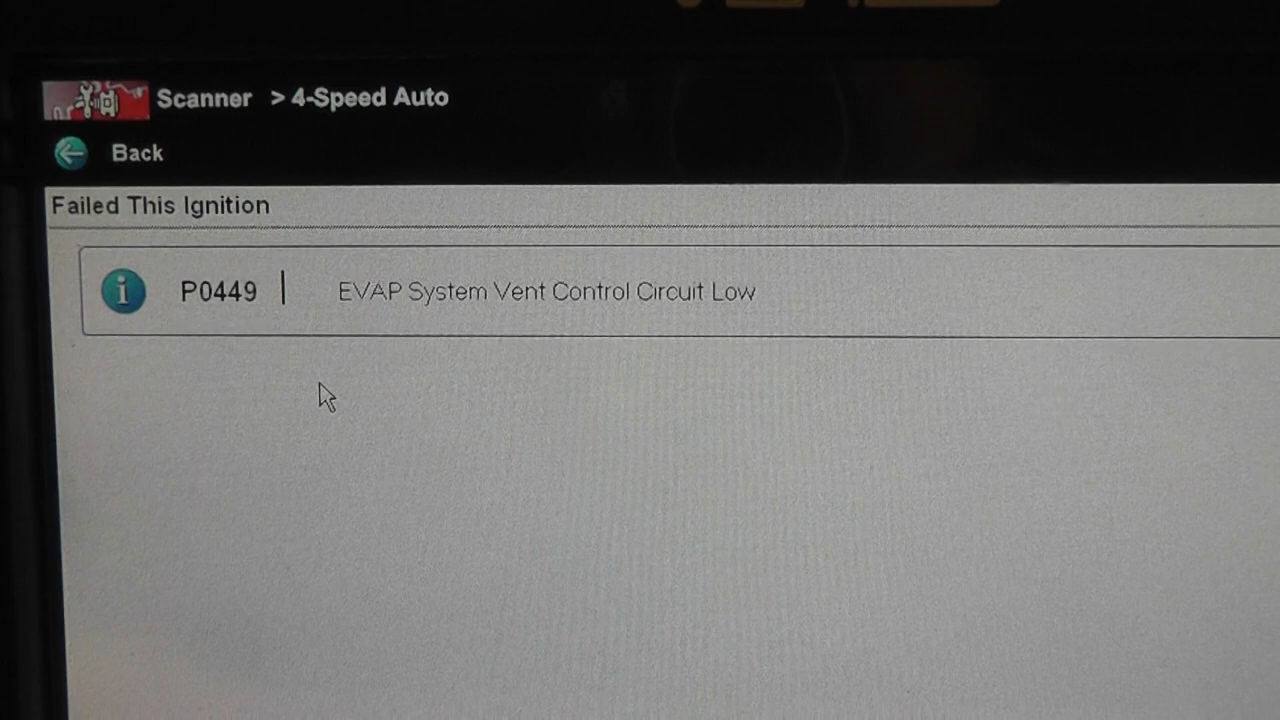 Scanner > 4-Speed Auto
Back
Failed This Ignition
P0449 | EVAP System Vent Control Circuit Low